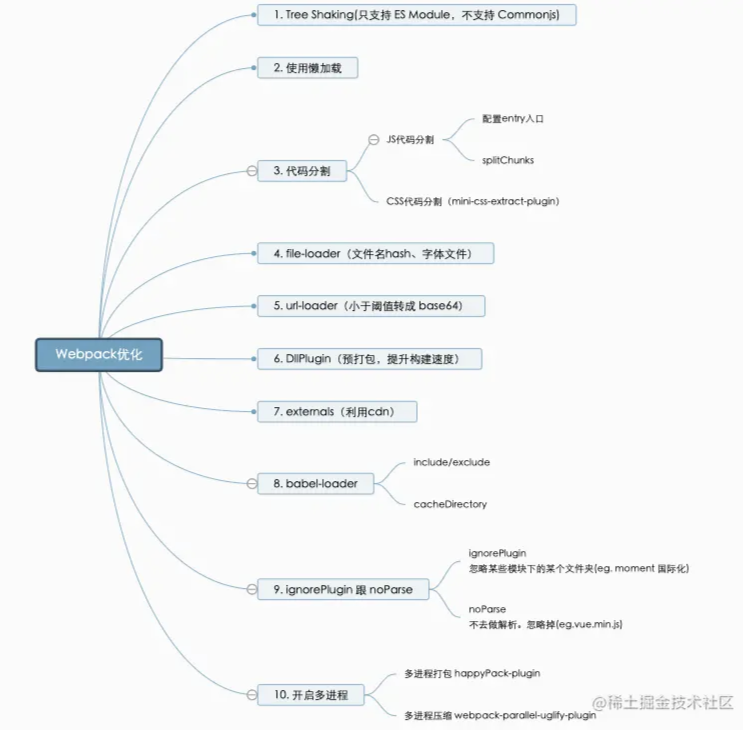 1. Tree Shaking(只支持 ES Module，不支持 Commonjs)
2. 使用懒加载
配置entry入口
JS代码分割
splitChunks
3. 代码分割
CSS代码分割（mini-css-extract-plugin）
4. file-loader（文件名hash、字体文件）
5. url-loader（小于阈值转成 base64）
Webpack优化
6. DllPlugin（预打包，提升构建速度）
7. externals（利用cdn）
include/exclude
8. babel-loader
cacheDirectory
ignorePlugin
忽略某些模块下的某个文件夹(eg. moment 国际化)
9. ignorePlugin 跟 noParse
noParse
不去做解析。忽略掉(eg.vue.min.js)
多进程打包 happyPack-plugin
10. 开启多进程
多进程压缩 webpack-parallel-uglify-plugin
@稀土掘金技术社区